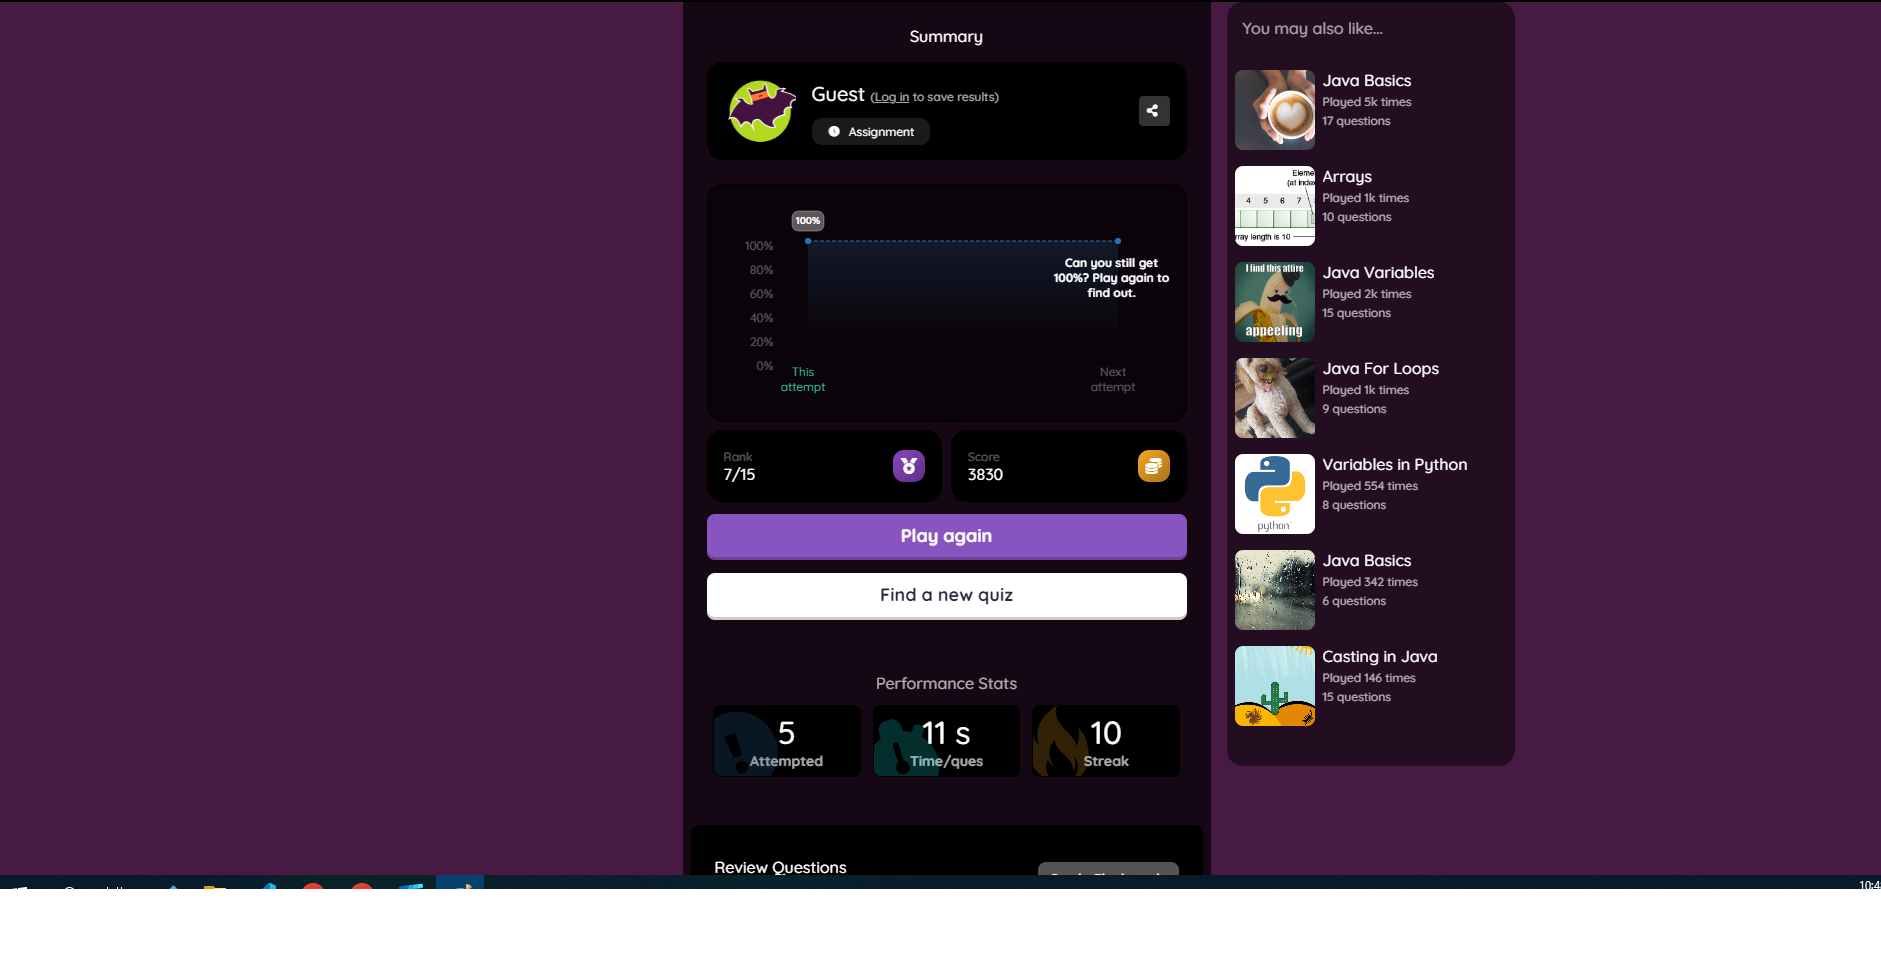 Summary
Guest (Log in to save results)
Assignment
100%
100%
80%
60%
40%
20%
0%
Can you still get
100%? Play again to
find out.
This
attempt
Next
attempt
Rank
7/15
Score
3830
Play again
Find a new quiz
Performance Stats
5
Attempted
11 s
Time/ques
10
Streak
Review Questions
You may also like...
Java Basics
Played 5k times
17 questions
Eleme
(at index
4 5 6 7
rray length is 10
Arrays
Played 1k times
10 questions
I find this attire
appeeling
Java Variables
Played 2k times
15 questions
Java For Loops
Played 1k times
9 questions
python
Variables in Python
Played 554 times
8 questions
Java Basics
Played 342 times
6 questions
Casting in Java
Played 146 times
15 questions
10:4